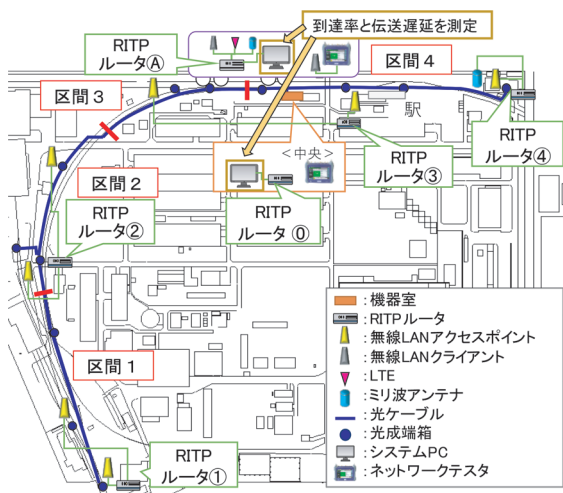 到達率と伝送遅延を測定
RITP
ルータⒶ
区間4
区間3
駅
RITP
ルータ④
RITP
ルータ③
<中央>
区間2
RITP
ルータ⓪
RITP
ルータ②
区間1
RITP
ルータ①
:機器室
:RITPルータ
:無線LANアクセスポイント
:無線LANクライアント
:LTE
:ミリ波アンテナ
:光ケーブル
:光成端箱
:システムPC
:ネットワークテスタ